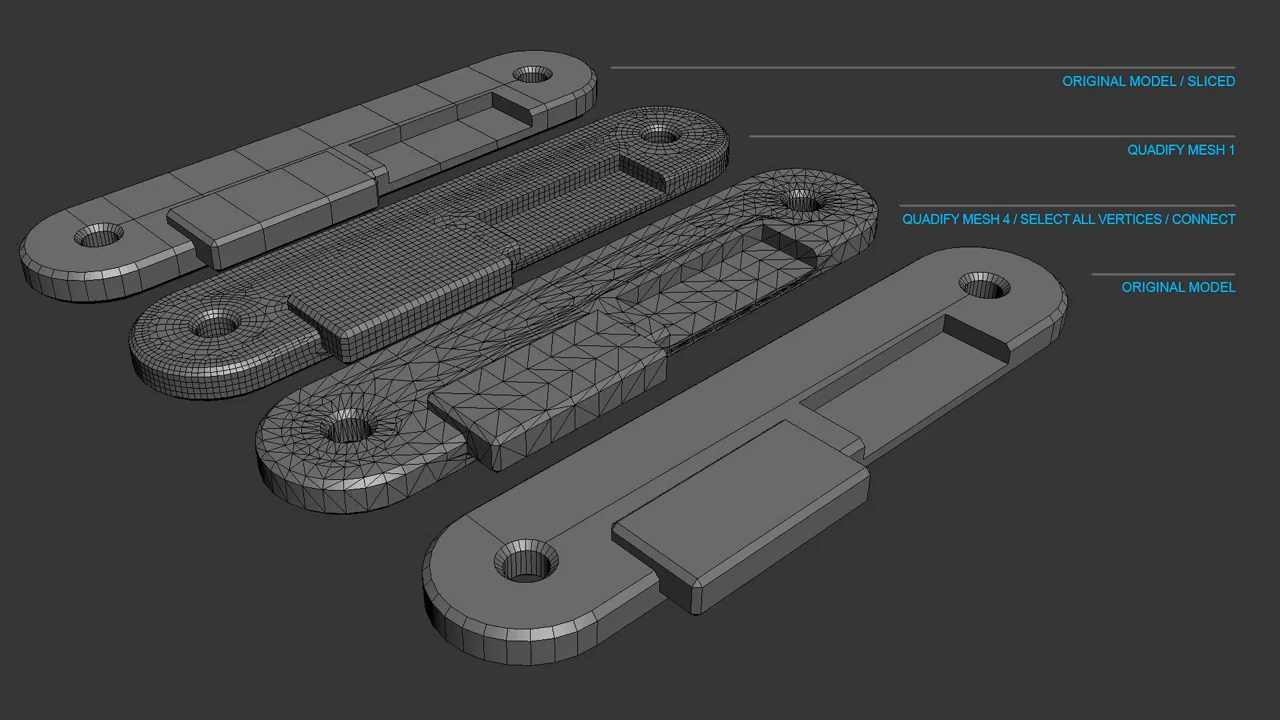 ORIGINAL MODEL / SLICED
QUADIFY MESH 1
QUADIFY MESH 4 / SELECT ALL VERTICES / CONNECT
ORIGINAL MODEL